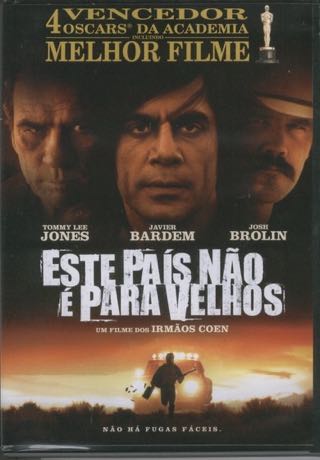 4 VENCEDOR
OSCARS® DA ACADEMIA
INCLUINDO
MELHOR FILME
TOMMY LEE JONES
JAVIER BARDEM
JOSH BROLIN
ESTE PAÍS NÃO
É PARA VELHOS
UM FILME DOS IRMÃOS COEN
NÃO HÁ FUGAS FÁCEIS.